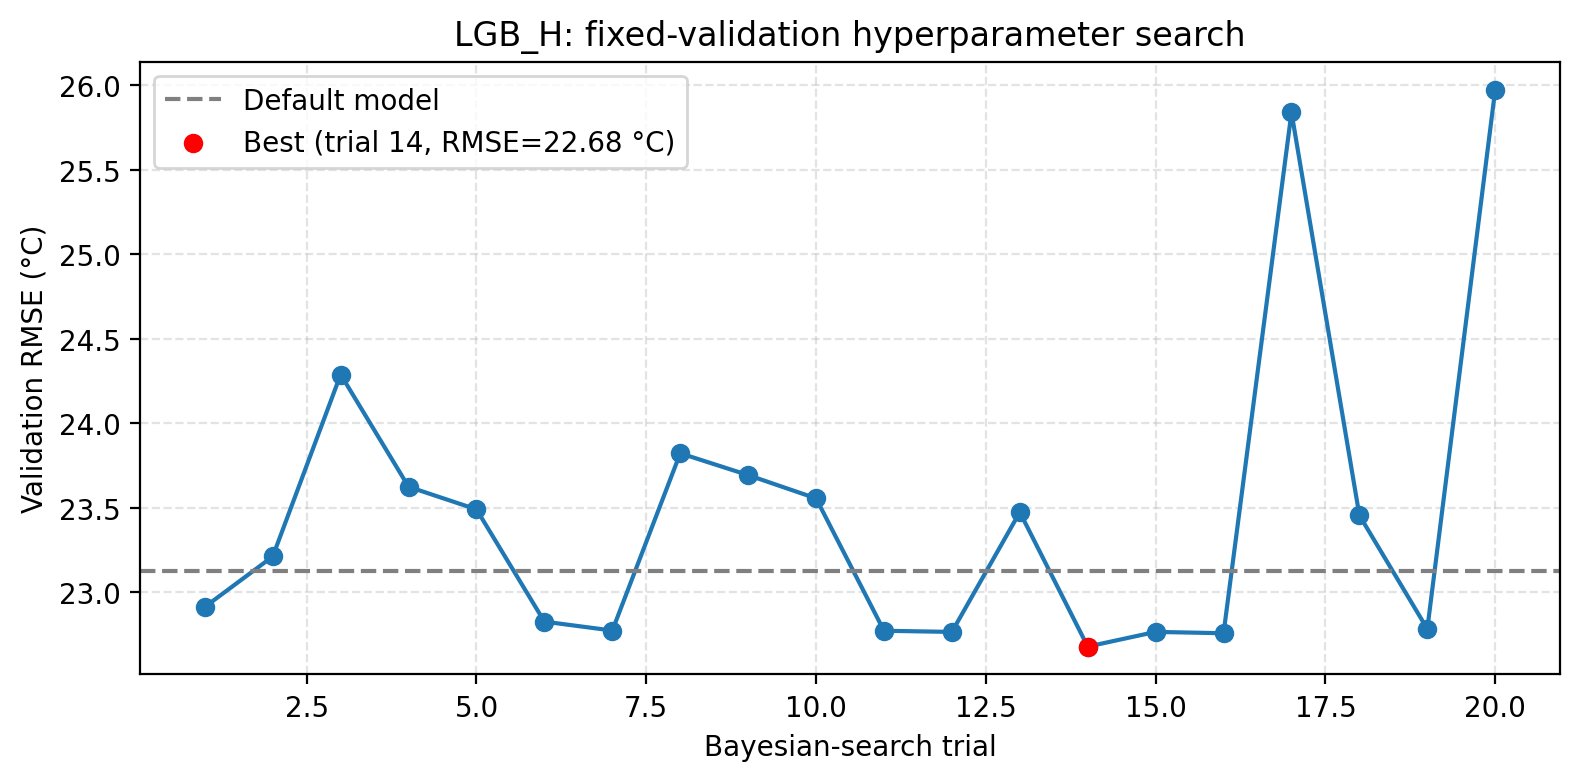 LGB_H: fixed-validation hyperparameter search
Default model
Best (trial 14, RMSE=22.68 °C)
Validation RMSE (°C)
26.0
25.5
25.0
24.5
24.0
23.5
23.0
2.5 5.0 7.5 10.0 12.5 15.0 17.5 20.0
Bayesian-search trial